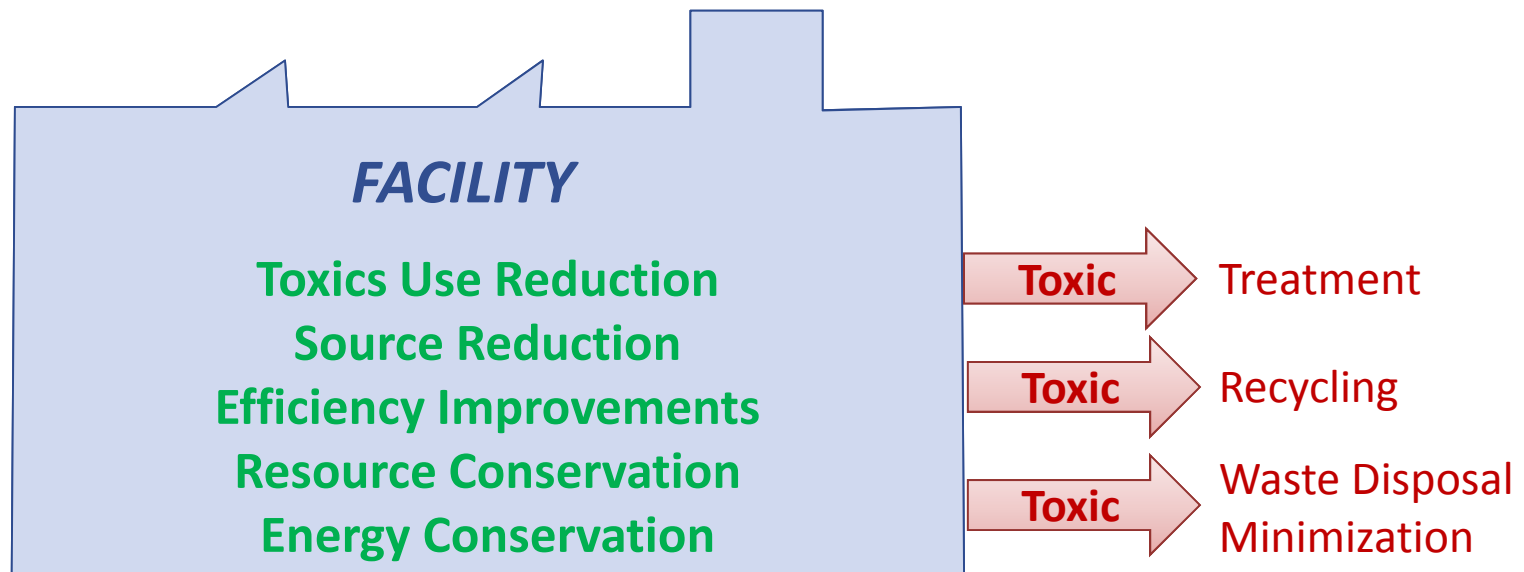 FACILITY
Toxics Use Reduction
Source Reduction
Efficiency Improvements
Resource Conservation
Energy Conservation
Toxic
Treatment
Toxic
Recycling
Toxic
Waste Disposal
Minimization